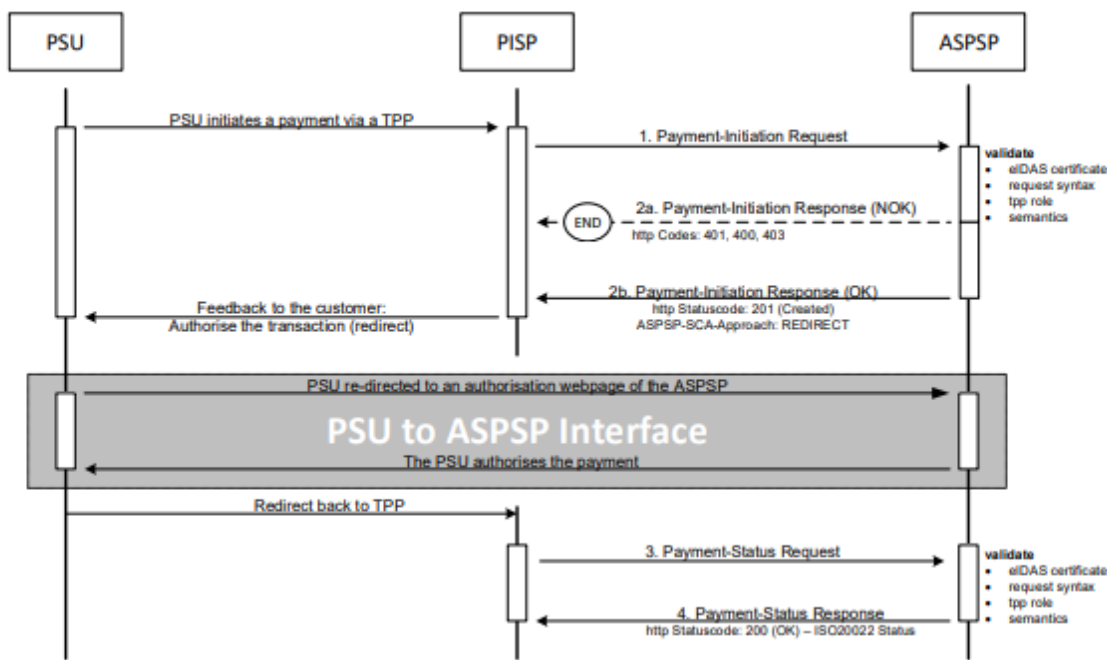 PSU
PISP
ASPSP
PSU initiates a payment via a TPP
1. Payment-Initiation Request
validate
• eIDAS certificate
• request syntax
• tpp role
• semantics
END
2a. Payment-Initiation Response (NOK)
http Codes: 401, 400, 403
2b. Payment-Initiation Response (OK)
http Statuscode: 201 (Created)
ASPSP-SCA-Approach: REDIRECT
Feedback to the customer:
Authorise the transaction (redirect)
PSU re-directed to an authorisation webpage of the ASPSP
PSU to ASPSP Interface
The PSU authorises the payment
Redirect back to TPP
3. Payment-Status Request
validate
• eIDAS certificate
• request syntax
• tpp role
• semantics
4. Payment-Status Response
http Statuscode: 200 (OK) – ISO20022 Status